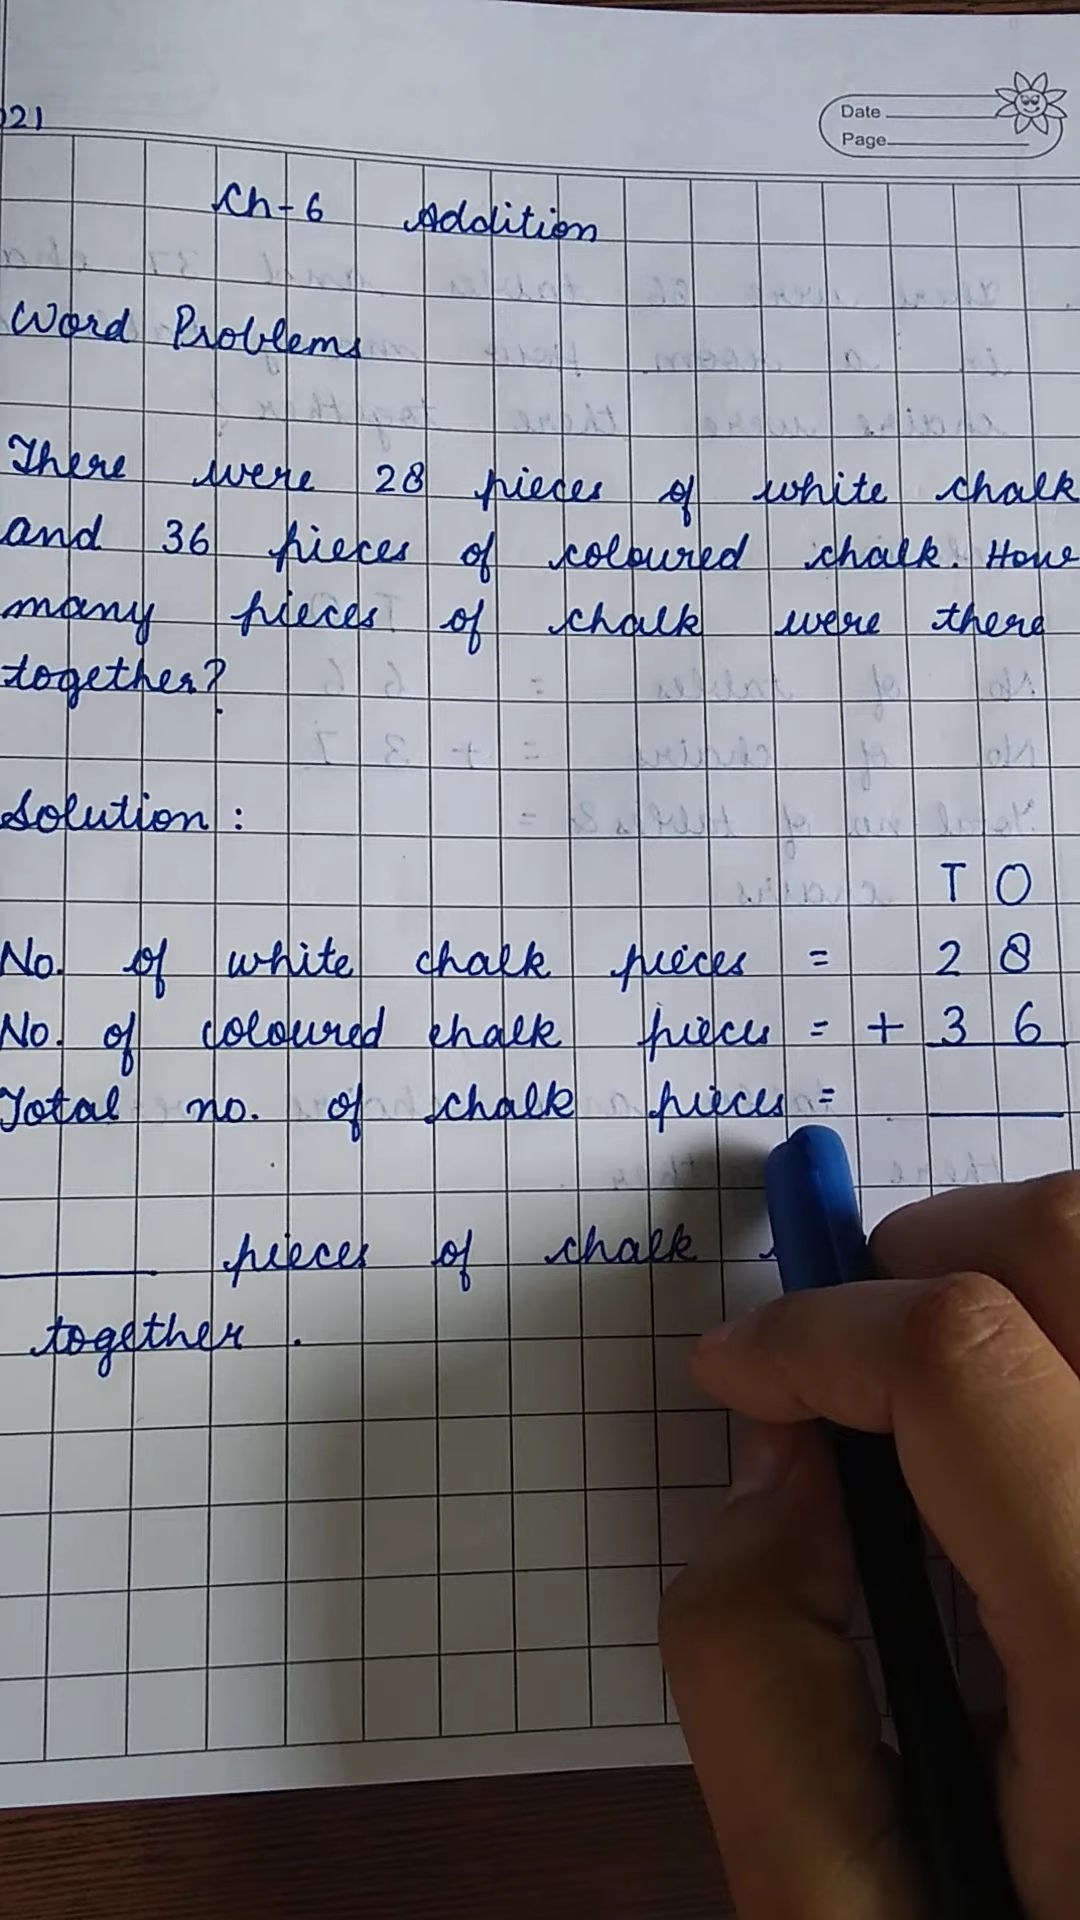 021
Date
Page
Ch-6 Addition
Word Problems
There were 28 pieces of white chalk
and 36 pieces of coloured chalk. How
many pieces of chalk were there
together?
Solution:
T O
No. of white chalk pieces = 2 8
No. of coloured chalk pieces = + 3 6
Total no. of chalk pieces =
pieces of chalk
together.